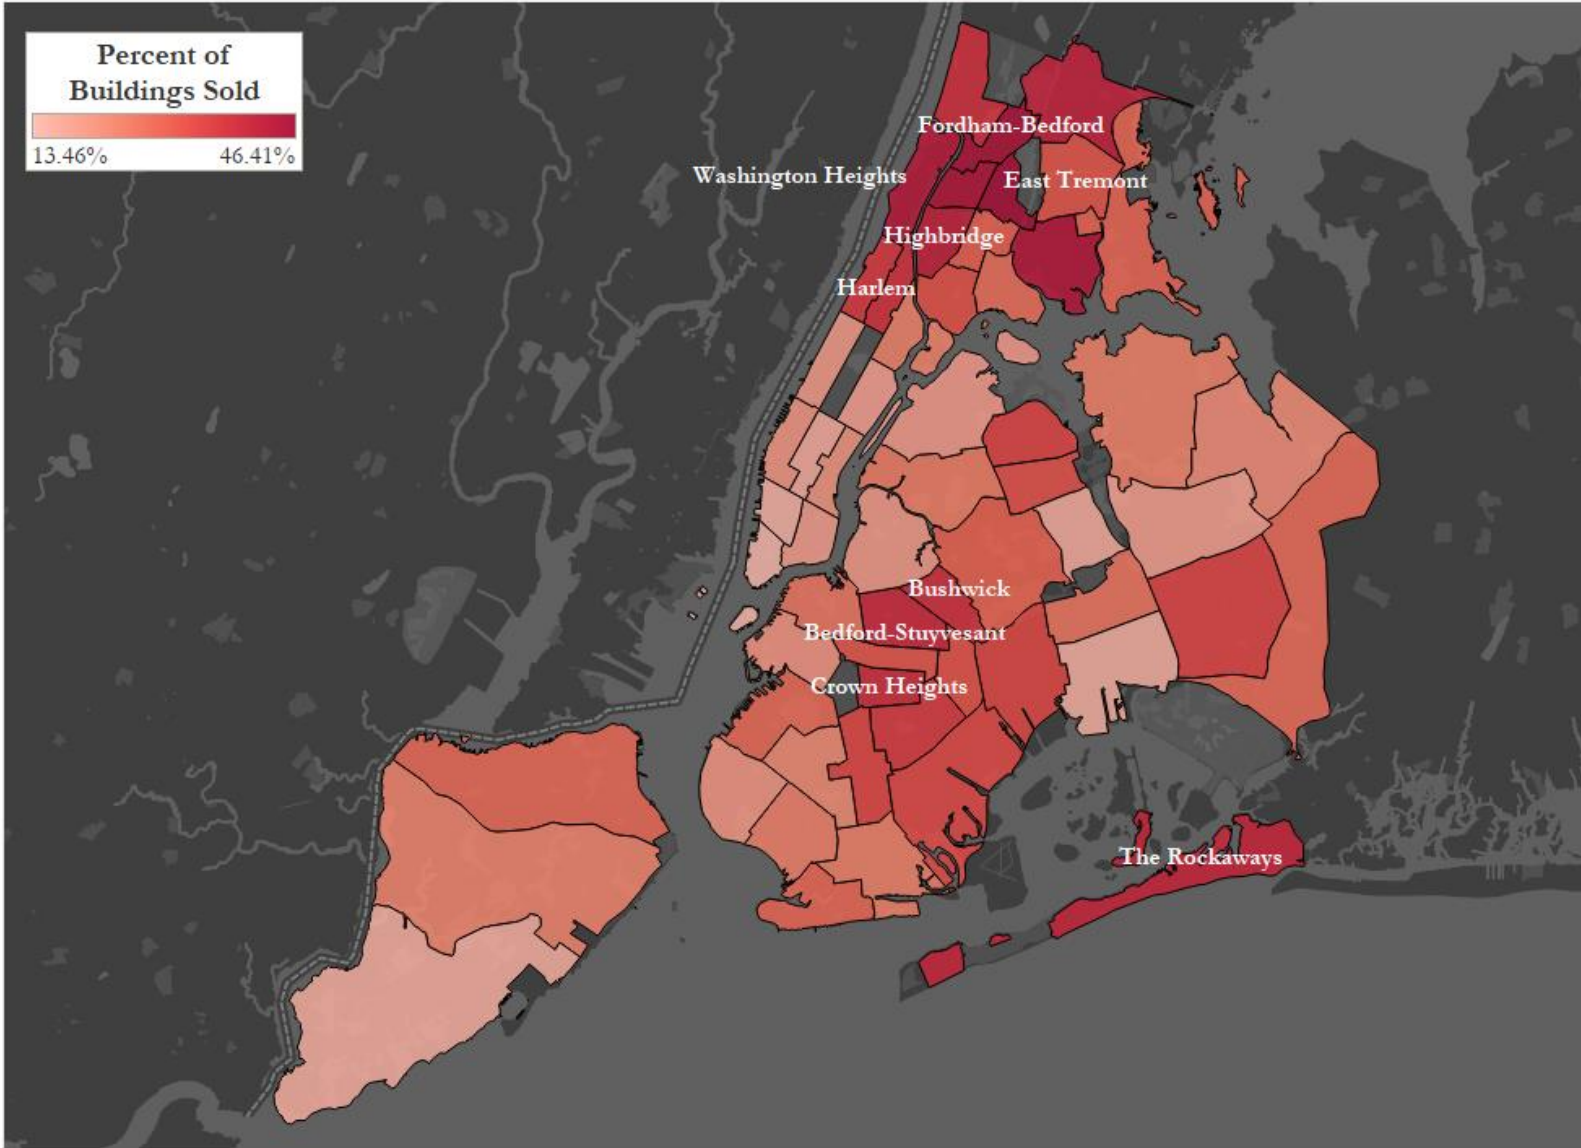 Percent of
Buildings Sold
13.46% 46.41%
Fordham-Bedford
Washington Heights
East Tremont
Highbridge
Harlem
Bushwick
Bedford-Stuyvesant
Crown Heights
The Rockaways